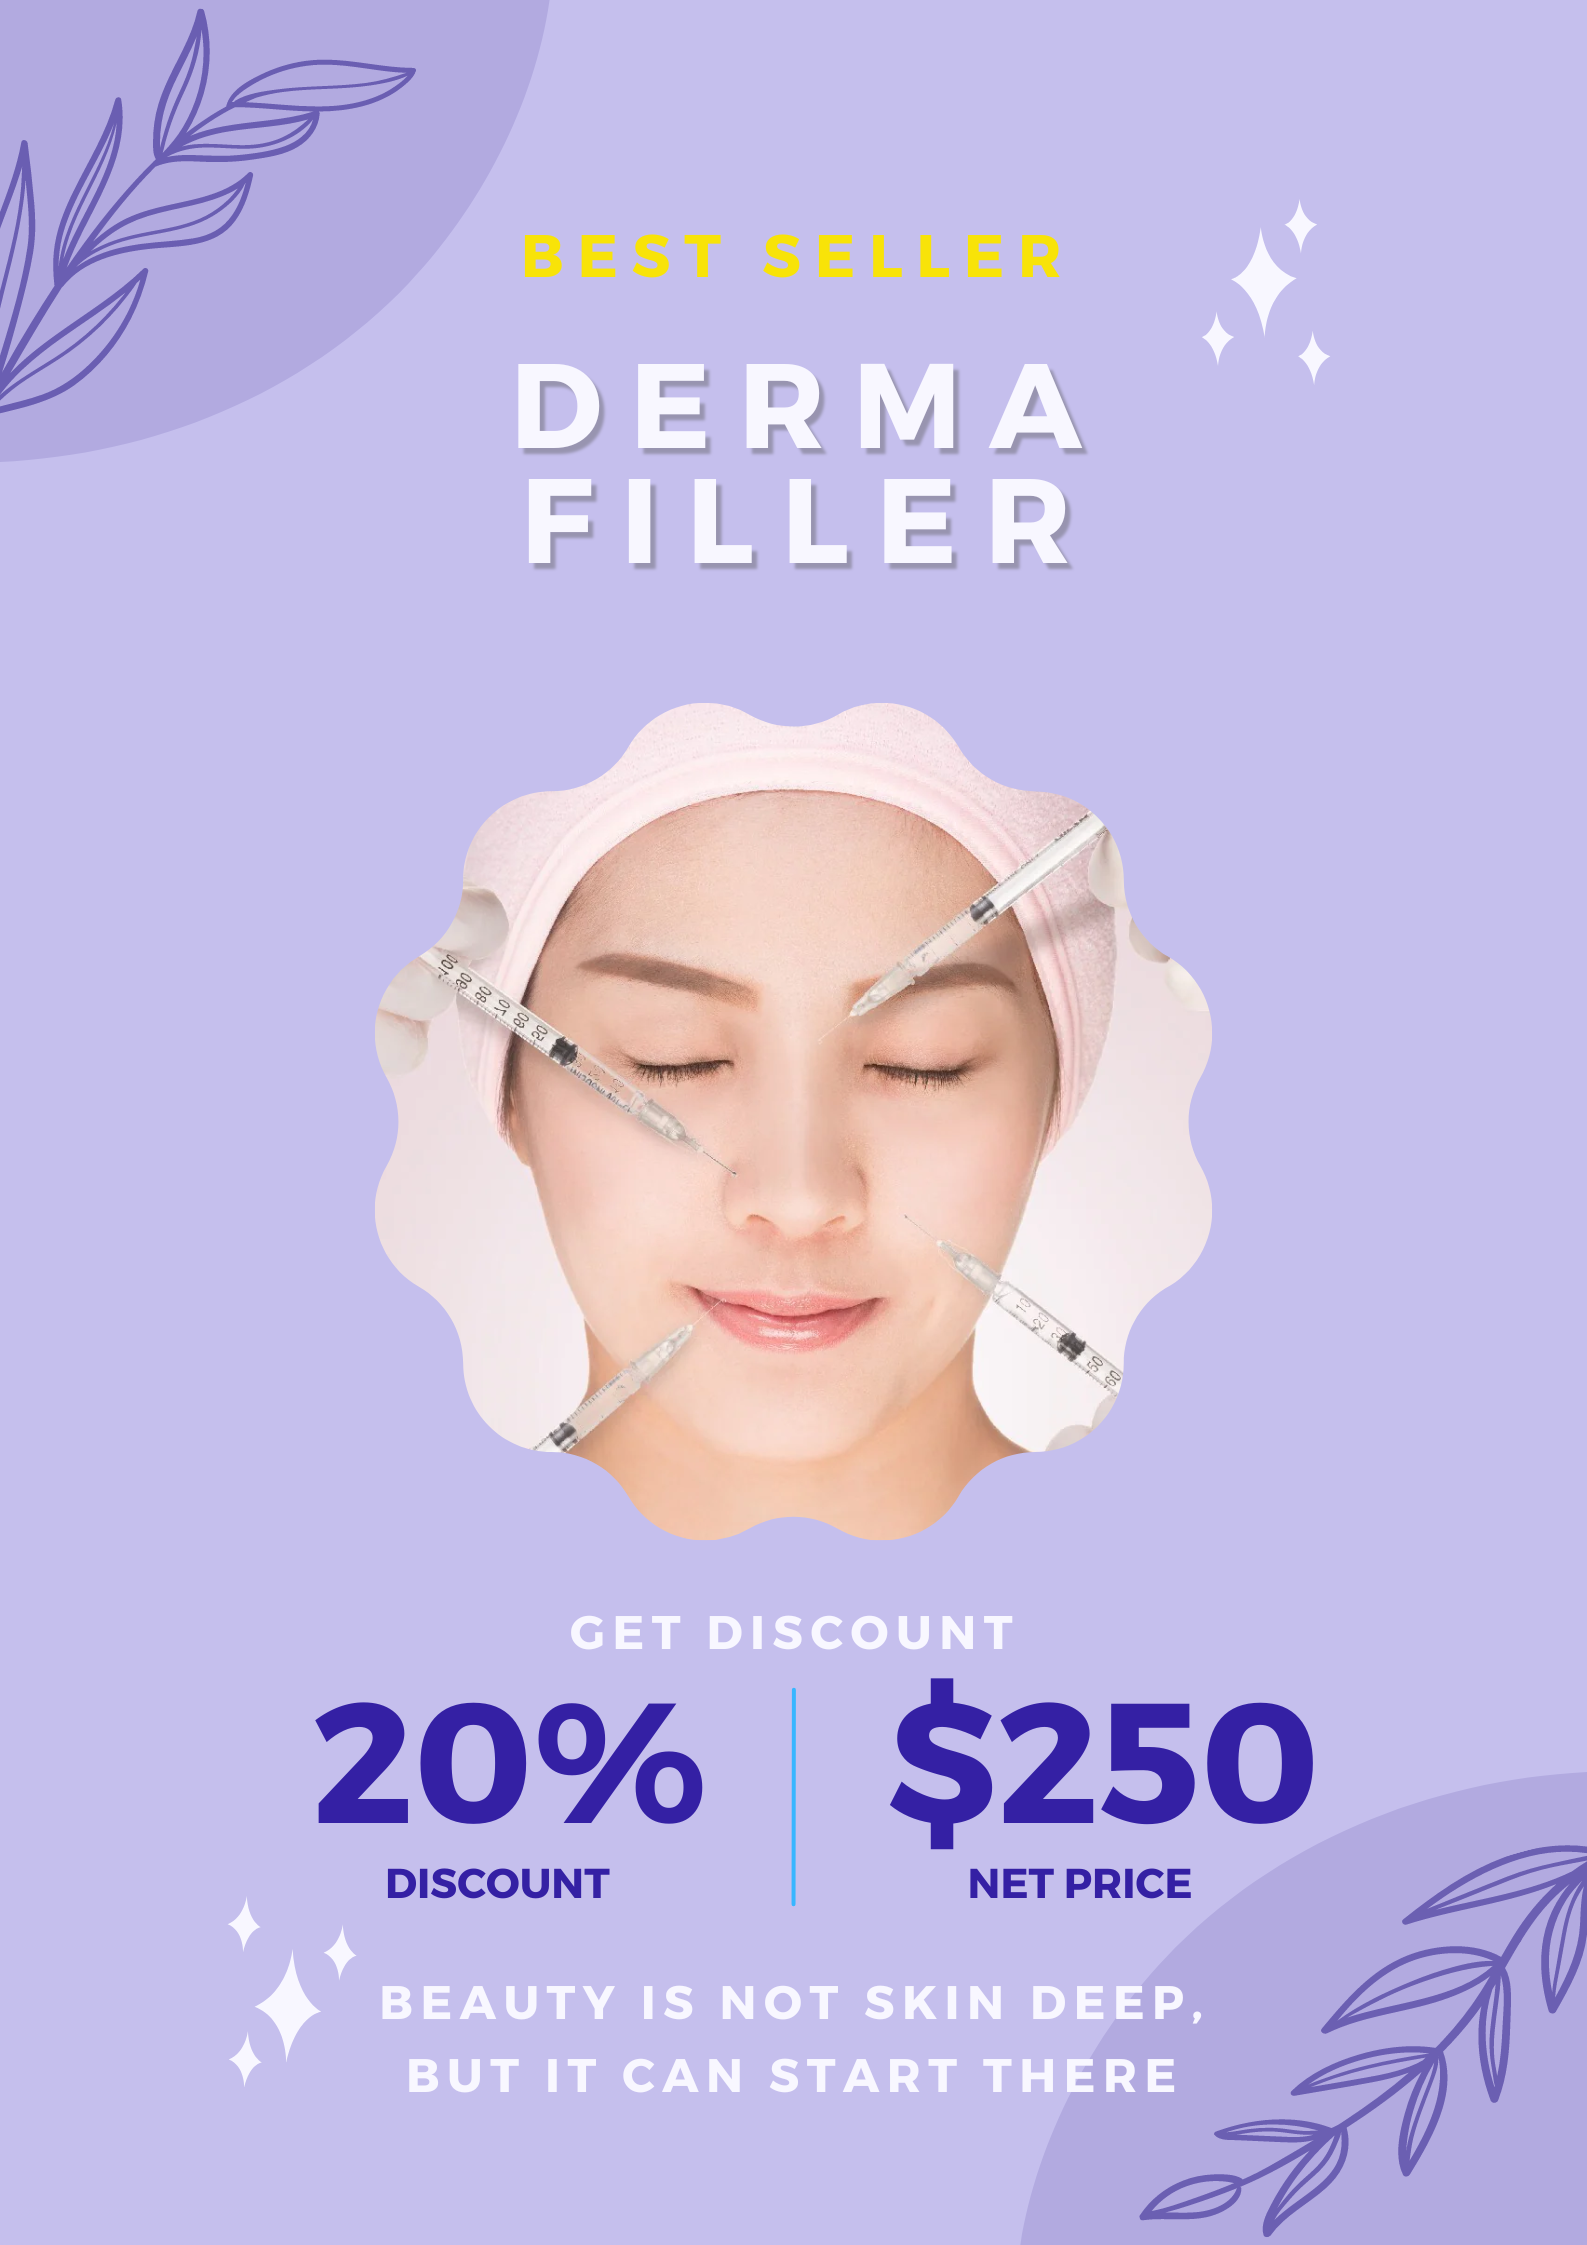 BEST SELLER
DERMA
FILLER
GET DISCOUNT
20%
DISCOUNT
$250
NET PRICE
BEAUTY IS NOT SKIN DEEP,
BUT IT CAN START THERE